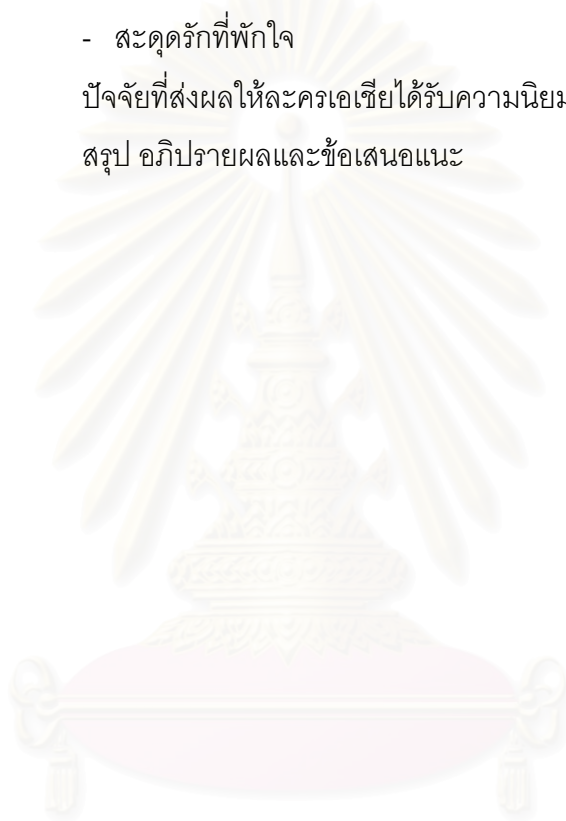 - สะดุดรักที่พักใจ
ปัจจัยที่ส่งผลให้ละครเอเชียได้รับความนิยม
สรุป อภิปรายผลและข้อเสนอแนะ